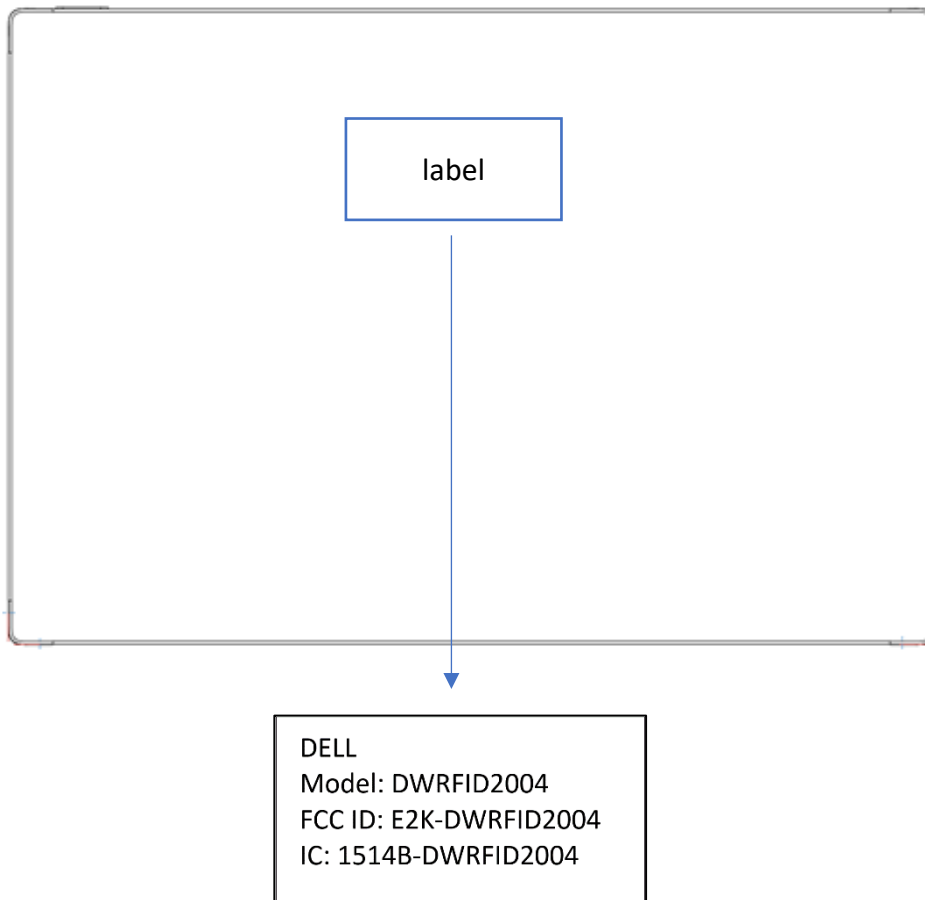 label
DELL
Model: DWRFID2004
FCC ID: E2K-DWRFID2004
IC: 1514B-DWRFID2004